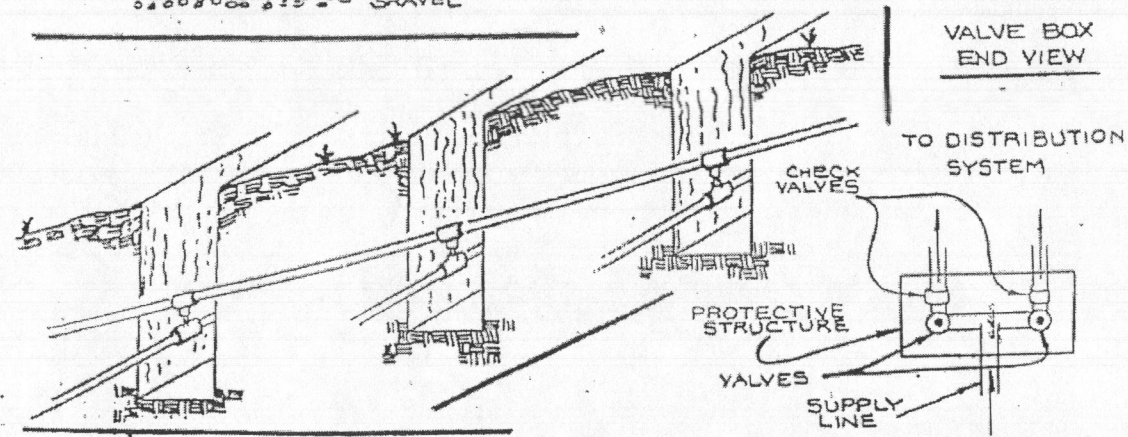 GRAVEL
VALVE BOX
END VIEW
TO DISTRIBUTION
SYSTEM
CHECK
VALVES
PROTECTIVE
STRUCTURE
VALVES
SUPPLY
LINE